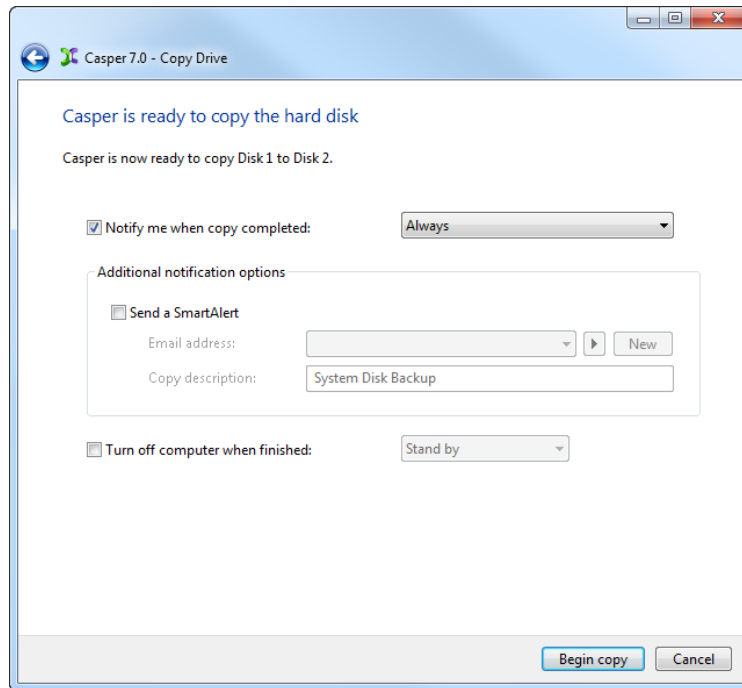 Casper 7.0 - Copy Drive
Casper is ready to copy the hard disk
Casper is now ready to copy Disk 1 to Disk 2.
Notify me when copy completed: Always
Additional notification options
Send a SmartAlert
Email address: New
Copy description: System Disk Backup
Turn off computer when finished: Stand by
Begin copy Cancel